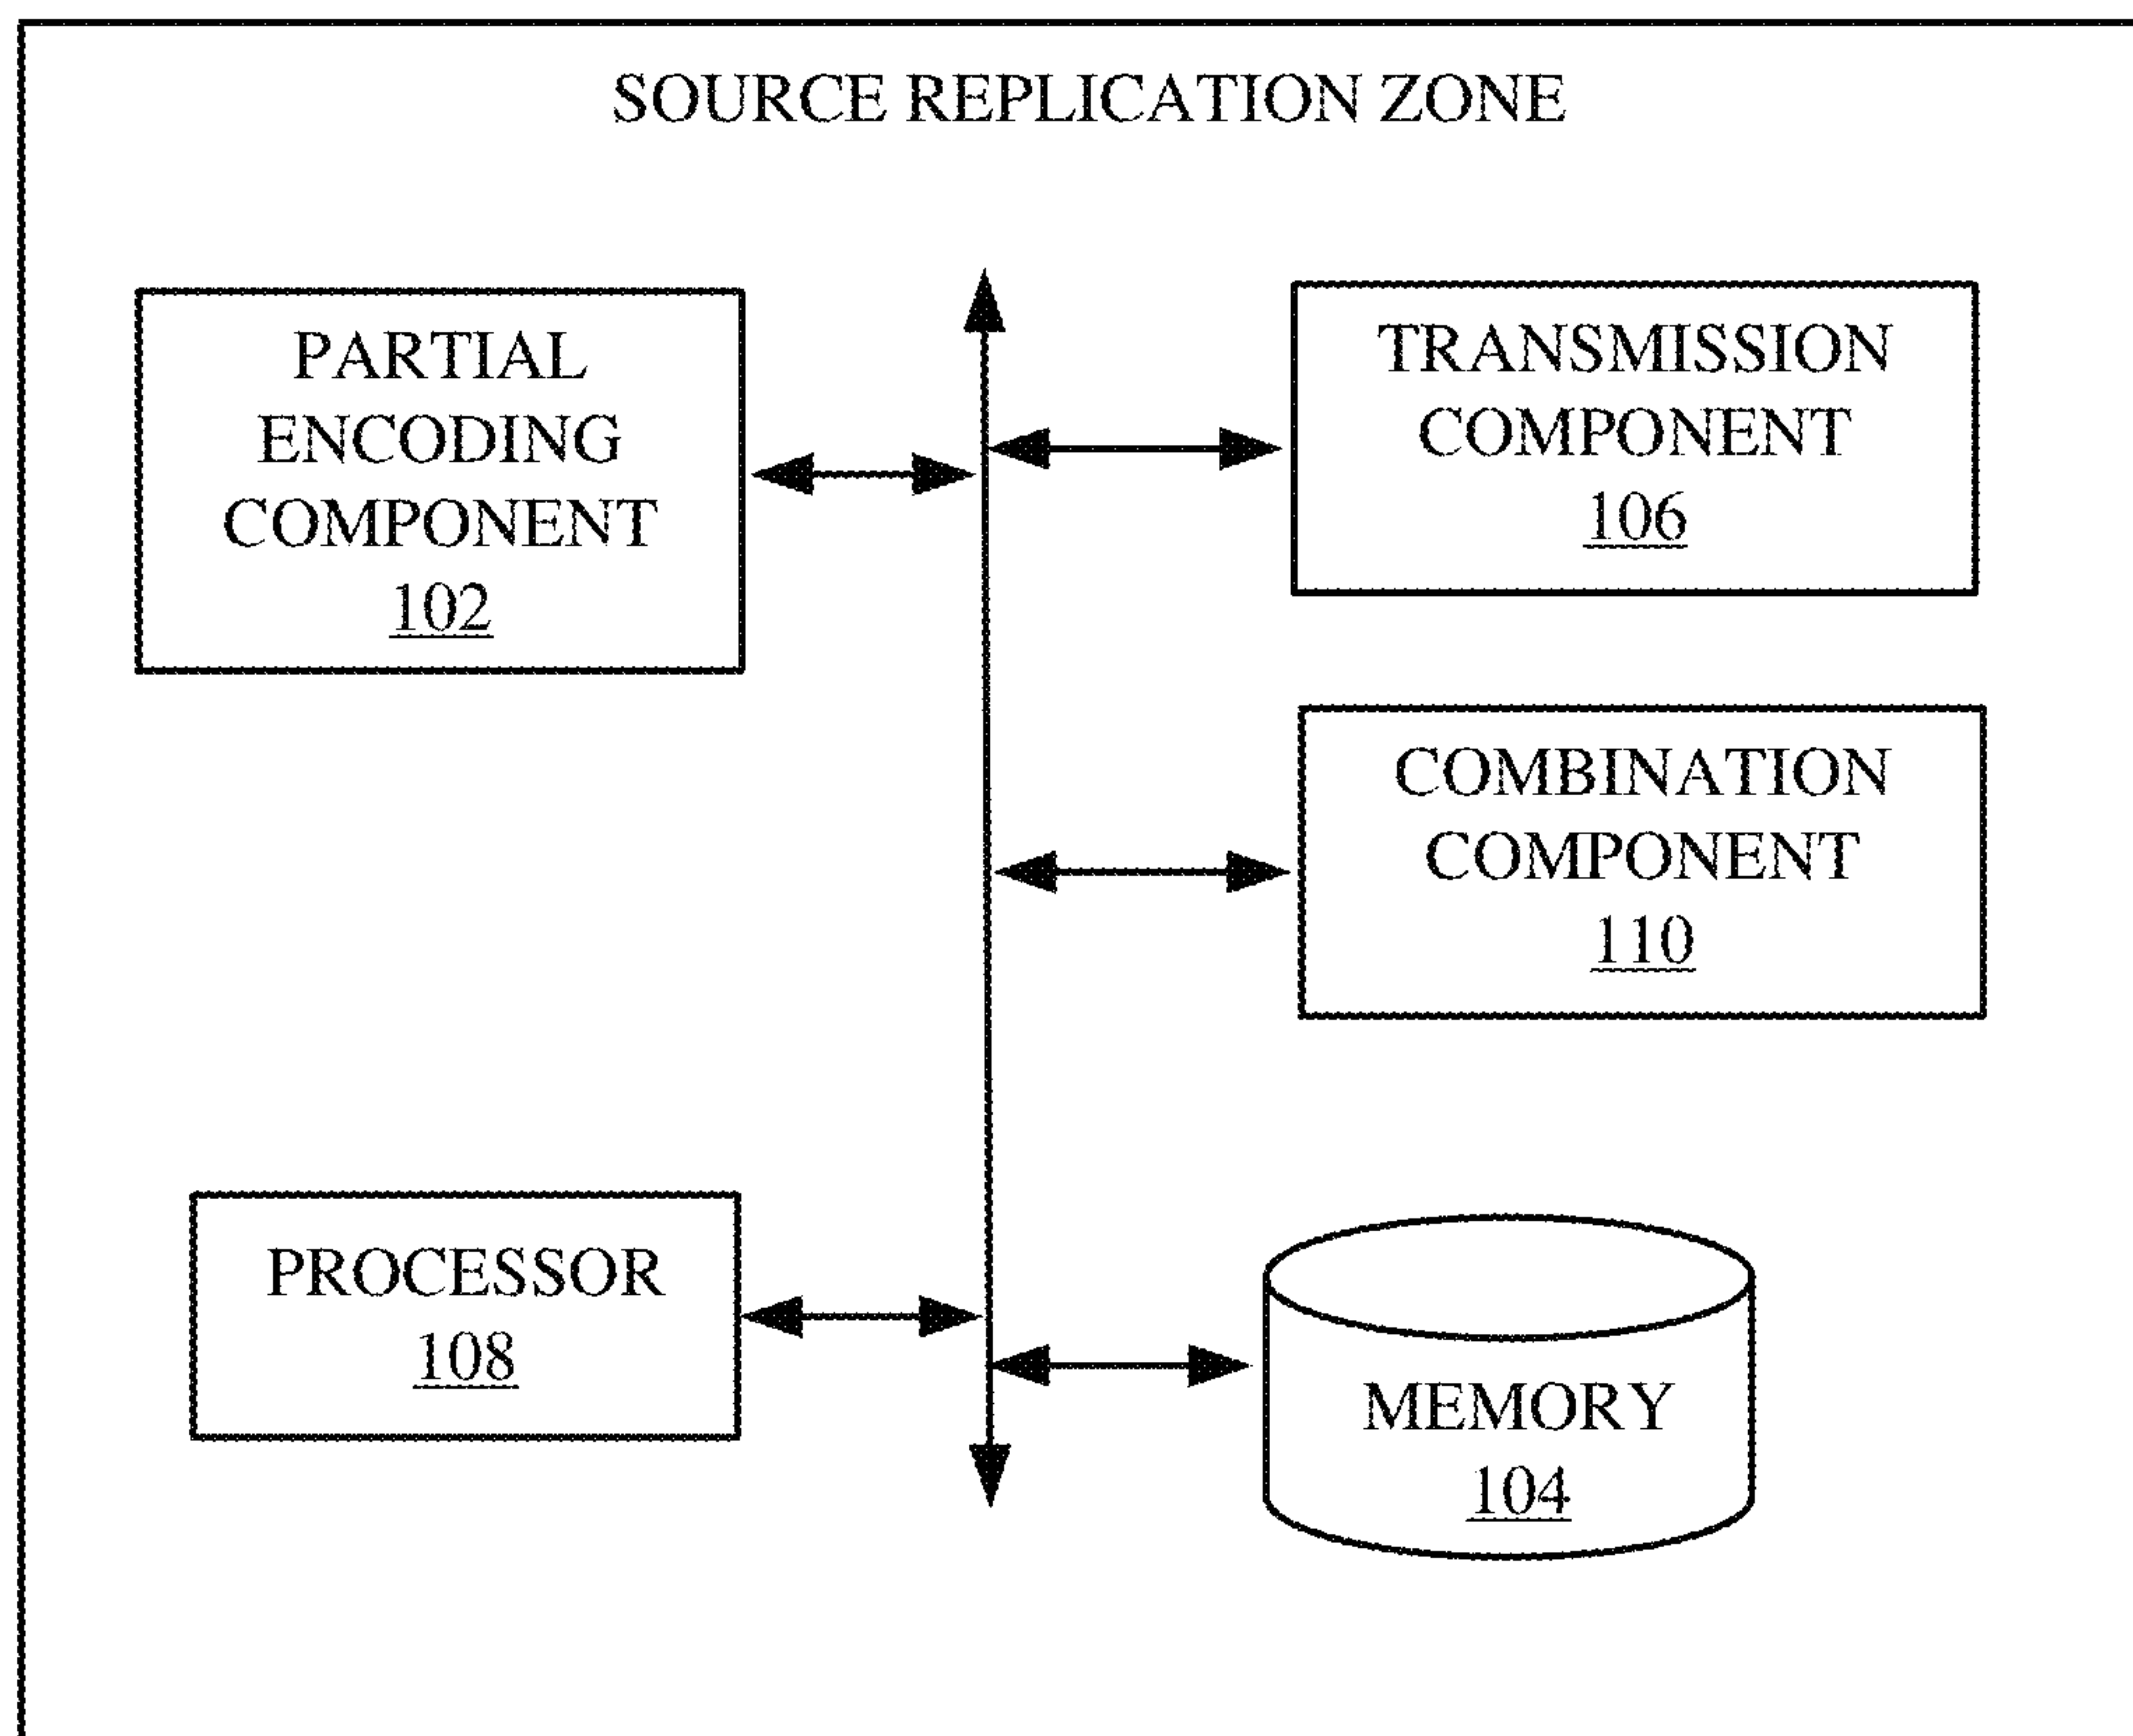 SOURCE REPLICATION ZONE
PARTIAL
ENCODING
COMPONENT
102
TRANSMISSION
COMPONENT
106
COMBINATION
COMPONENT
110
PROCESSOR
108
MEMORY
104